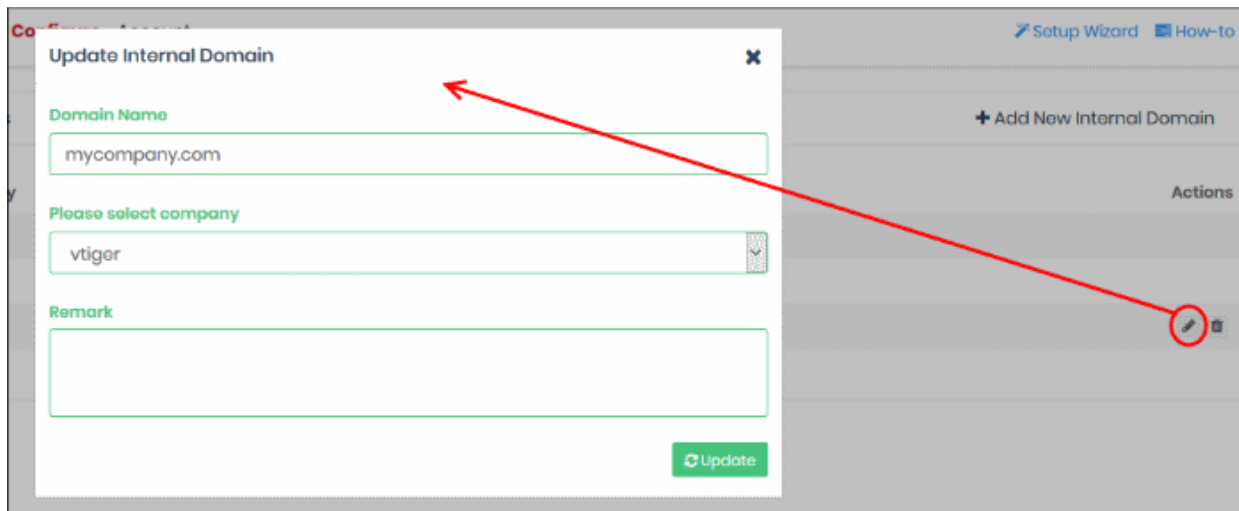 Setup Wizard How-to
Update Internal Domain
Domain Name
+ Add New Internal Domain
mycompany.com
Actions
Please select company
vtiger
Remark
Update